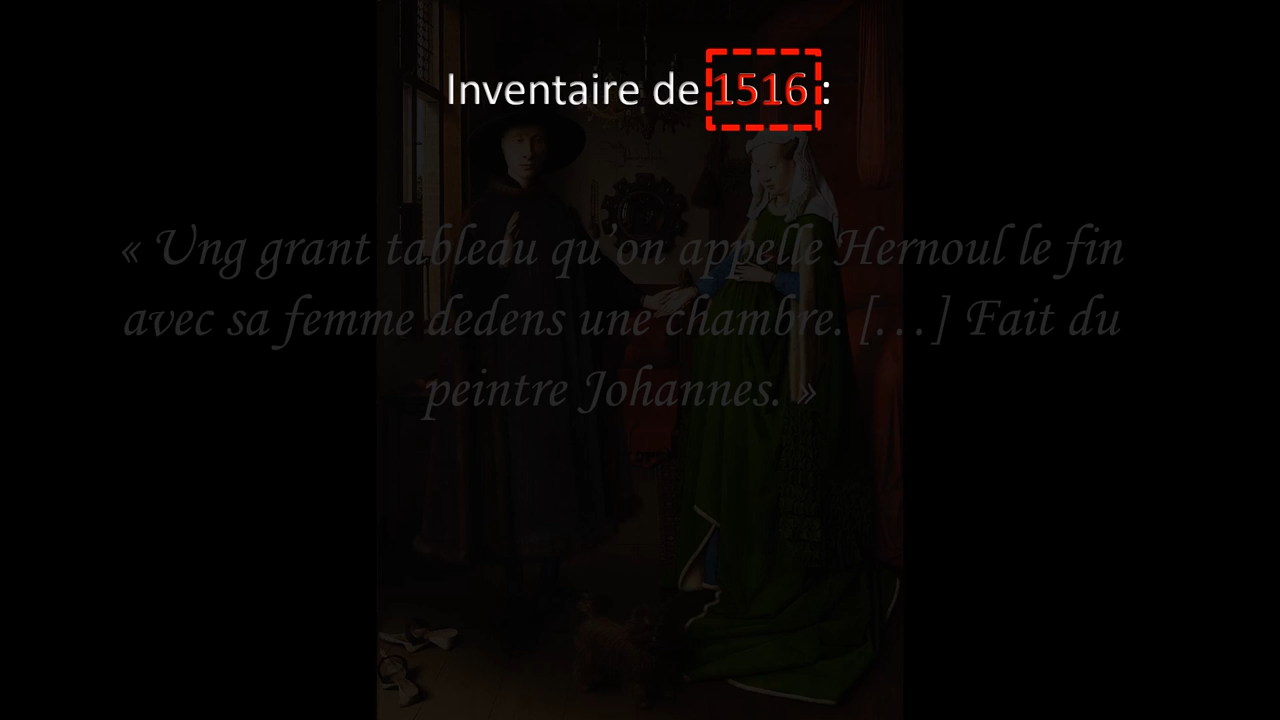 Inventaire de 1516 :
« Ung grant tableau qu'on appelle Hernoul le fin
avec sa femme dedens une chambre. […] Fait du
peintre Johannes. »